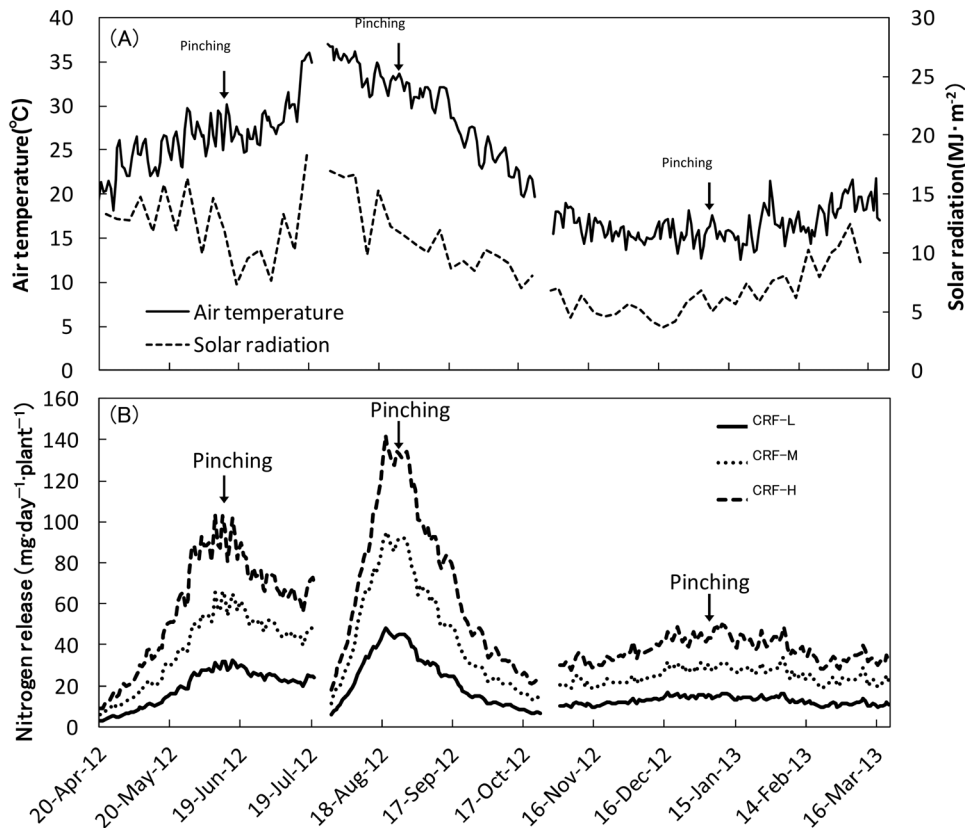 (A)
Pinching
Pinching
Pinching
Air temperature(℃)
40
35
30
25
20
15
10
5
0
Solar radiation(MJ·m⁻²)
30
25
20
15
10
5
0
Air temperature
Solar radiation
(B)
Pinching
Pinching
Pinching
Nitrogen release (mg·day⁻¹·plant⁻¹)
160
140
120
100
80
60
40
20
0
CRF-L
CRF-M
CRF-H
20-Apr-12
20-May-12
19-Jun-12
19-Jul-12
18-Aug-12
17-Sep-12
17-Oct-12
16-Nov-12
16-Dec-12
15-Jan-13
14-Feb-13
16-Mar-13